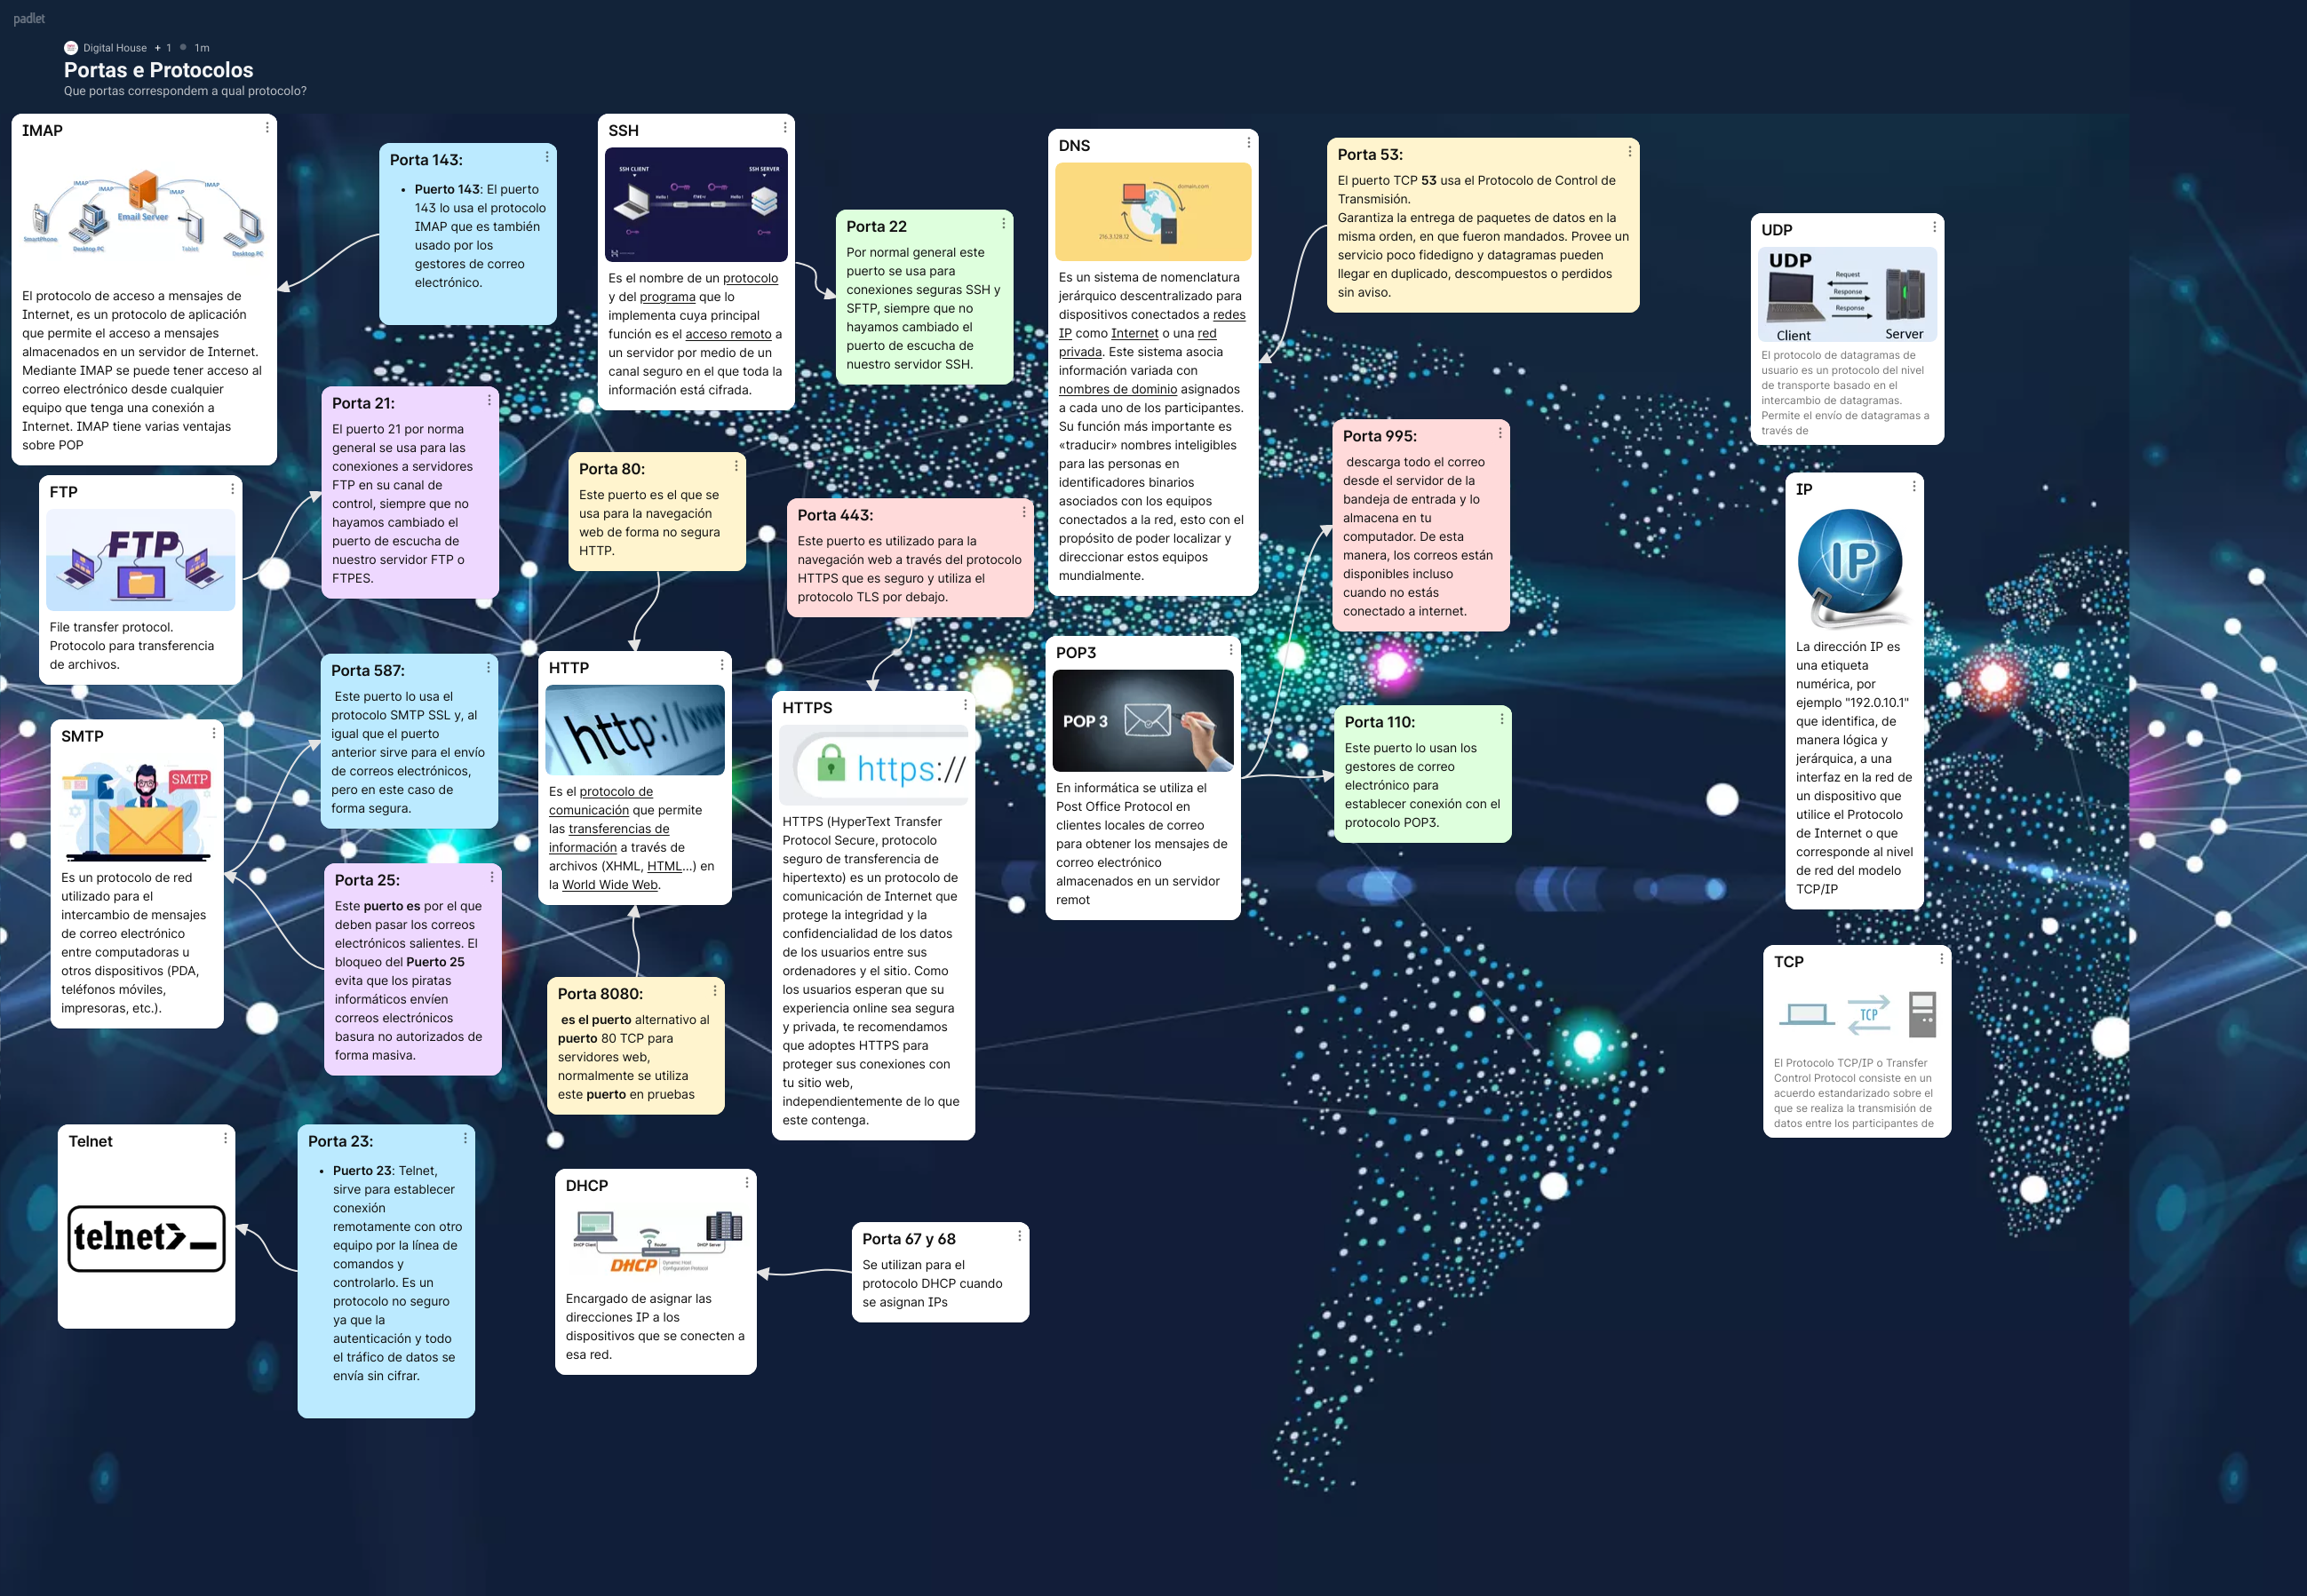 padlet
Digital House + 1 1m
Portas e Protocolos
Que portas correspondem a qual protocolo?
IMAP
IMAP
IMAP
IMAP
IMAP
Email Server
SmartPhone
Desktop PC
Tablet
Desktop PC
El protocolo de acceso a mensajes de
Internet, es un protocolo de aplicación
que permite el acceso a mensajes
almacenados en un servidor de Internet.
Mediante IMAP se puede tener acceso al
correo electrónico desde cualquier
equipo que tenga una conexión a
Internet. IMAP tiene varias ventajas
sobre POP
Porta 143:
• Puerto 143: El puerto
143 lo usa el protocolo
IMAP que es también
usado por los
gestores de correo
electrónico.
FTP
FTP
File transfer protocol.
Protocolo para transferencia
de archivos.
Porta 21:
El puerto 21 por norma
general se usa para las
conexiones a servidores
FTP en su canal de
control, siempre que no
hayamos cambiado el
puerto de escucha de
nuestro servidor FTP o
FTPES.
SMTP
SMTP
Es un protocolo de red
utilizado para el
intercambio de mensajes
de correo electrónico
entre computadoras u
otros dispositivos (PDA,
teléfonos móviles,
impresoras, etc.).
Porta 587:
Este puerto lo usa el
protocolo SMTP SSL y, al
igual que el puerto
anterior sirve para el envío
de correos electrónicos,
pero en este caso de
forma segura.
Porta 25:
Este puerto es por el que
deben pasar los correos
electrónicos salientes. El
bloqueo del Puerto 25
evita que los piratas
informáticos envíen
correos electrónicos
basura no autorizados de
forma masiva.
Telnet
telnet>_
Porta 23:
• Puerto 23: Telnet,
sirve para establecer
conexión
remotamente con otro
equipo por la línea de
comandos y
controlarlo. Es un
protocolo no seguro
ya que la
autenticación y todo
el tráfico de datos se
envía sin cifrar.
SSH
SSH CLIENT
SSH SERVER
Es el nombre de un protocolo
y del programa que lo
implementa cuya principal
función es el acceso remoto a
un servidor por medio de un
canal seguro en el que toda la
información está cifrada.
Porta 22
Por normal general este
puerto se usa para
conexiones seguras SSH y
SFTP, siempre que no
hayamos cambiado el
puerto de escucha de
nuestro servidor SSH.
Porta 80:
Este puerto es el que se
usa para la navegación
web de forma no segura
HTTP.
Porta 443:
Este puerto es utilizado para la
navegación web a través del protocolo
HTTPS que es seguro y utiliza el
protocolo TLS por debajo.
HTTP
http://www
Es el protocolo de
comunicación que permite
las transferencias de
información a través de
archivos (XHML, HTML...) en
la World Wide Web.
Porta 8080:
es el puerto alternativo al
puerto 80 TCP para
servidores web,
normalmente se utiliza
este puerto en pruebas
HTTPS
https://
HTTPS (HyperText Transfer
Protocol Secure, protocolo
seguro de transferencia de
hipertexto) es un protocolo de
comunicación de Internet que
protege la integridad y la
confidencialidad de los datos
de los usuarios entre sus
ordenadores y el sitio. Como
los usuarios esperan que su
experiencia online sea segura
y privada, te recomendamos
que adoptes HTTPS para
proteger sus conexiones con
tu sitio web,
independientemente de lo que
este contenga.
DHCP
DHCP Client
Router
DHCP Server
DHCP
Dynamic Host
Configuration Protocol
Encargado de asignar las
direcciones IP a los
dispositivos que se conecten a
esa red.
Porta 67 y 68
Se utilizan para el
protocolo DHCP cuando
se asignan IPs
DNS
domain.com
216.3.128.12
Es un sistema de nomenclatura
jerárquico descentralizado para
dispositivos conectados a redes
IP como Internet o una red
privada. Este sistema asocia
información variada con
nombres de dominio asignados
a cada uno de los participantes.
Su función más importante es
«traducir» nombres inteligibles
para las personas en
identificadores binarios
asociados con los equipos
conectados a la red, esto con el
propósito de poder localizar y
direccionar estos equipos
mundialmente.
Porta 53:
El puerto TCP 53 usa el Protocolo de Control de
Transmisión.
Garantiza la entrega de paquetes de datos en la
misma orden, en que fueron mandados. Provee un
servicio poco fidedigno y datagramas pueden
llegar en duplicado, descompuestos o perdidos
sin aviso.
Porta 995:
descarga todo el correo
desde el servidor de la
bandeja de entrada y lo
almacena en tu
computador. De esta
manera, los correos están
disponibles incluso
cuando no estás
conectado a internet.
POP3
POP 3
En informática se utiliza el
Post Office Protocol en
clientes locales de correo
para obtener los mensajes de
correo electrónico
almacenados en un servidor
remot
Porta 110:
Este puerto lo usan los
gestores de correo
electrónico para
establecer conexión con el
protocolo POP3.
UDP
UDP
Request
Response
Response
Client
Server
El protocolo de datagramas de
usuario es un protocolo del nivel
de transporte basado en el
intercambio de datagramas.
Permite el envío de datagramas a
través de
IP
IP
La dirección IP es
una etiqueta
numérica, por
ejemplo "192.0.10.1"
que identifica, de
manera lógica y
jerárquica, a una
interfaz en la red de
un dispositivo que
utilice el Protocolo
de Internet o que
corresponde al nivel
de red del modelo
TCP/IP
TCP
TCP
El Protocolo TCP/IP o Transfer
Control Protocol consiste en un
acuerdo estandarizado sobre el
que se realiza la transmisión de
datos entre los participantes de